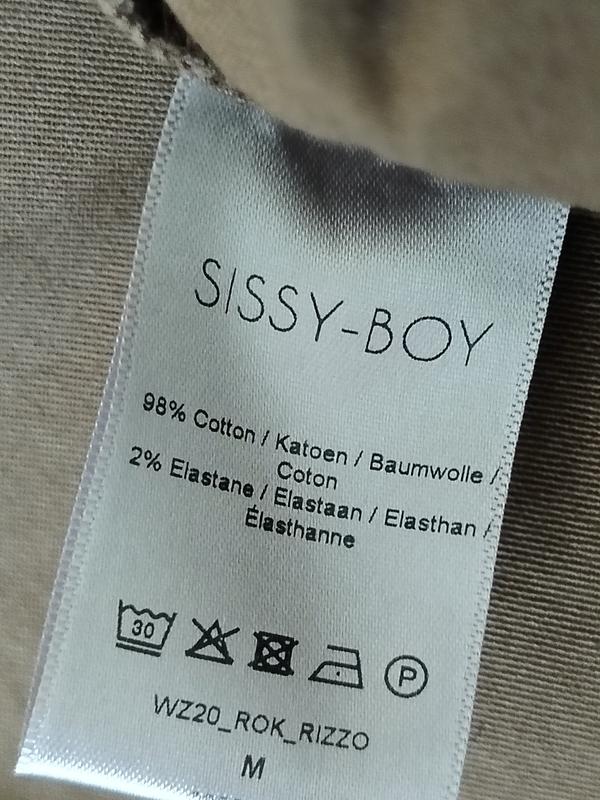 SISSY-BOY
98% Cotton / Katoen / Baumwolle /
Coton
2% Elastane / Elastaan / Elasthan /
Élasthanne
30
P
WZ20_ROK_RIZZO
M